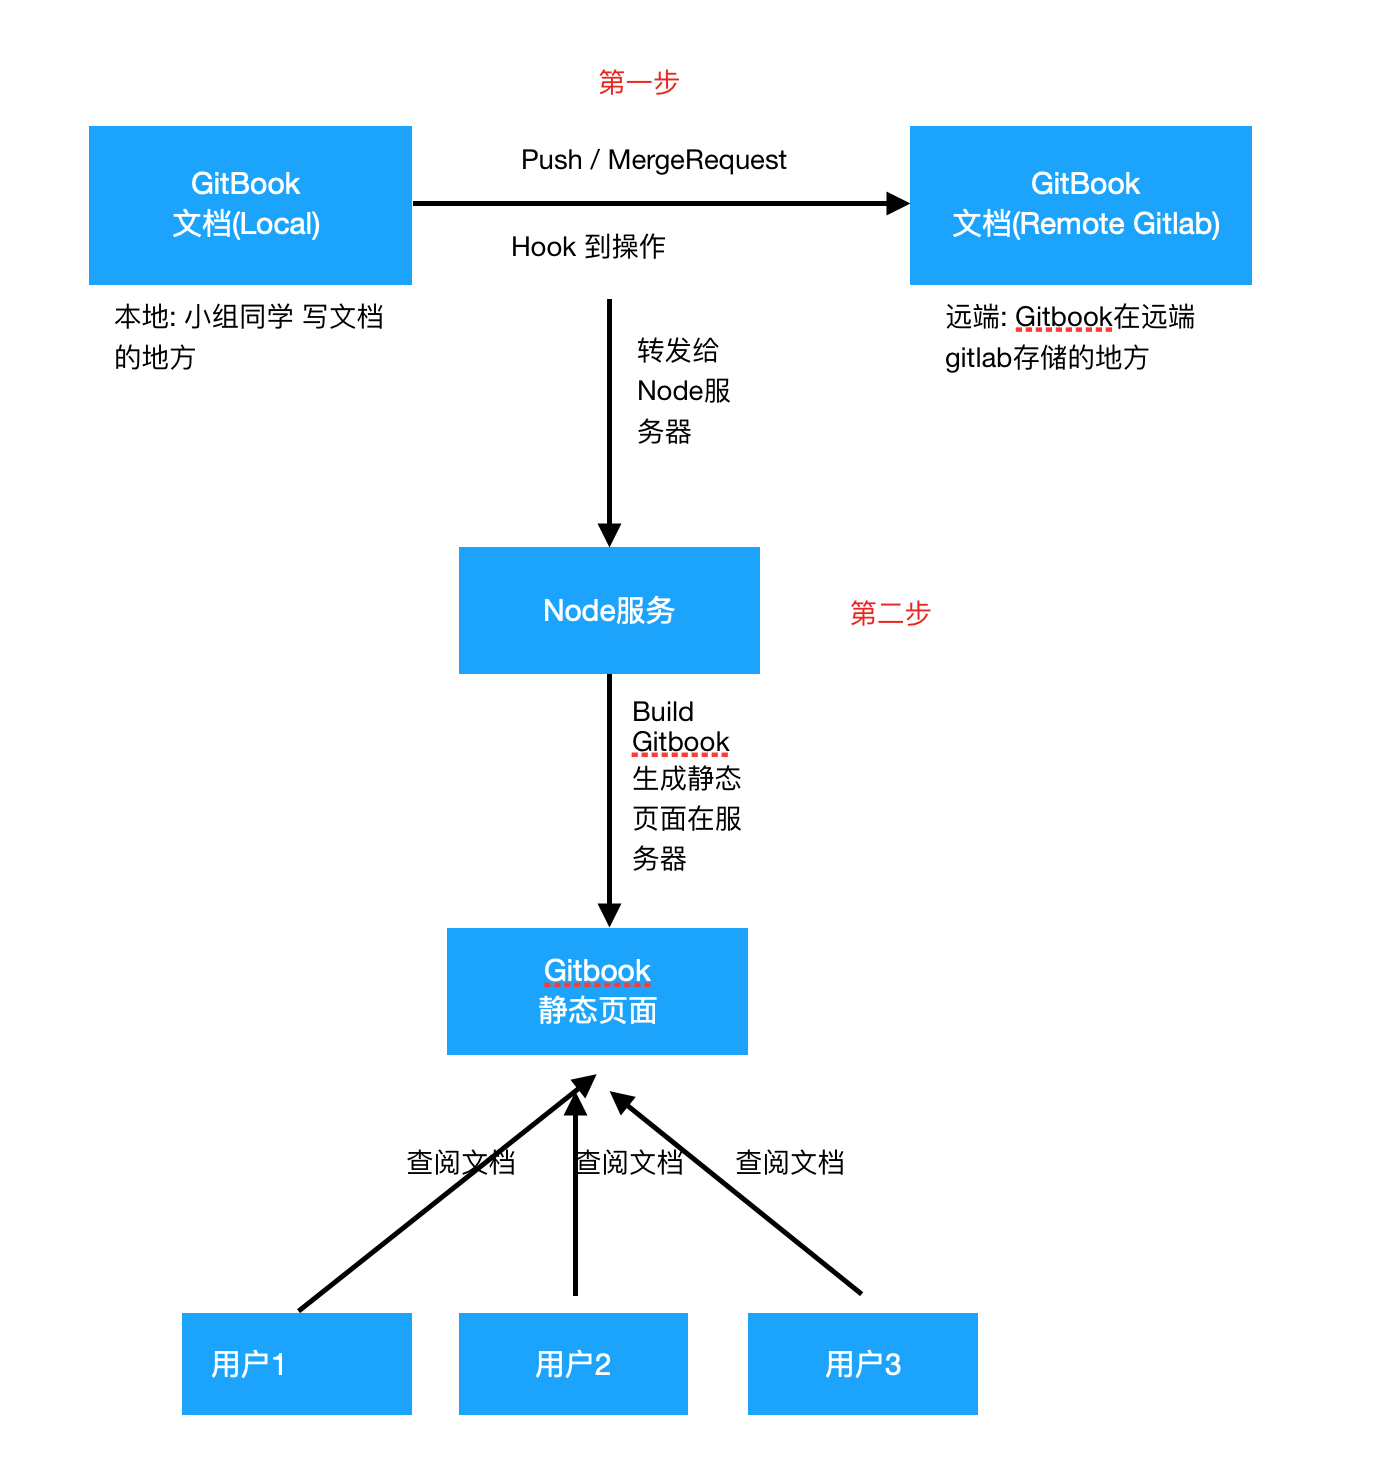 第一步
GitBook
文档(Local)
Push / MergeRequest
GitBook
文档(Remote Gitlab)
Hook 到操作
本地: 小组同学 写文档
的地方
远端: Gitbook在远端
gitlab存储的地方
转发给
Node服
务器
Node服务
第二步
Build
Gitbook
生成静态
页面在服
务器
Gitbook
静态页面
查阅文档
查阅文档
查阅文档
用户1
用户2
用户3